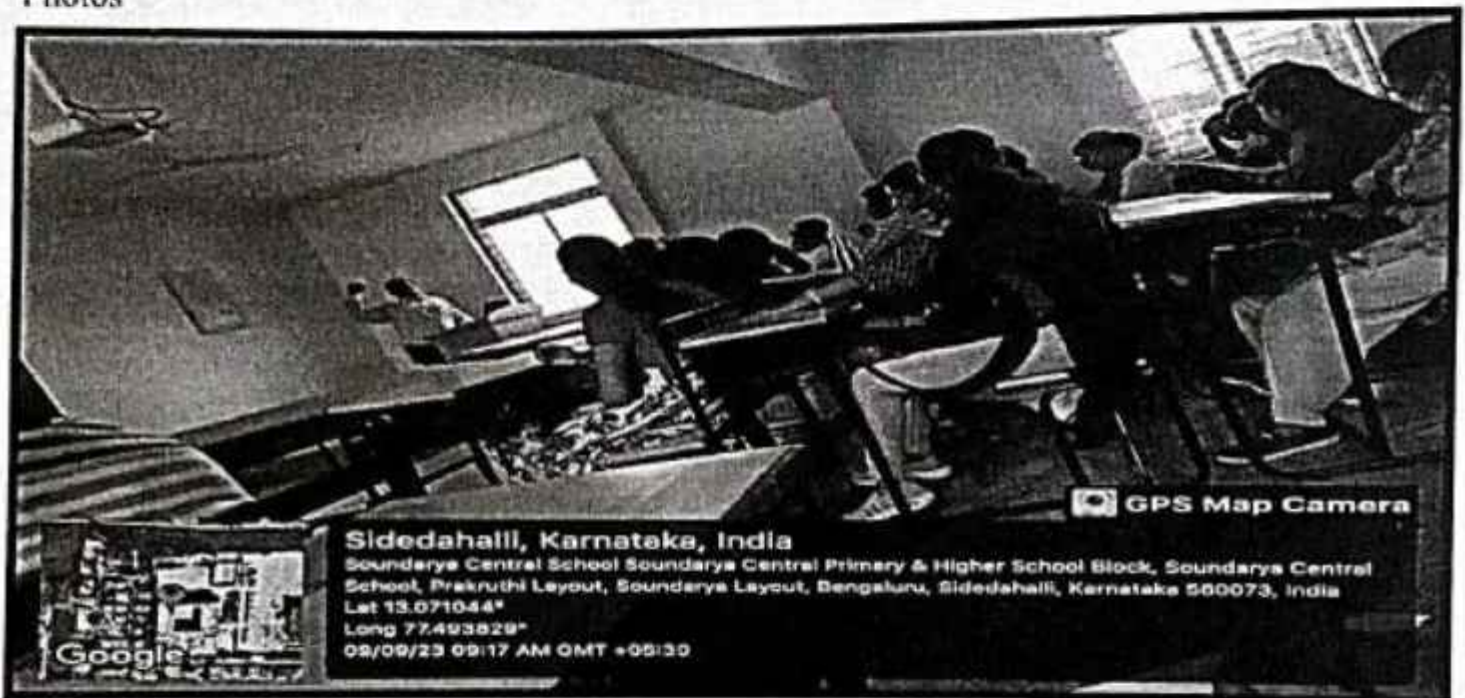 Photos
GPS Map Camera
Sidedahalli, Karnataka, India
Soundarya Central School Soundarya Central Primary & Higher School Block, Soundarya Central
School, Prakruthi Layout, Soundarya Layout, Bengaluru, Sidedahalli, Karnataka 560073, India
Lat 13.071044°
Long 77.493829°
09/09/23 09:17 AM GMT +05:30
Google